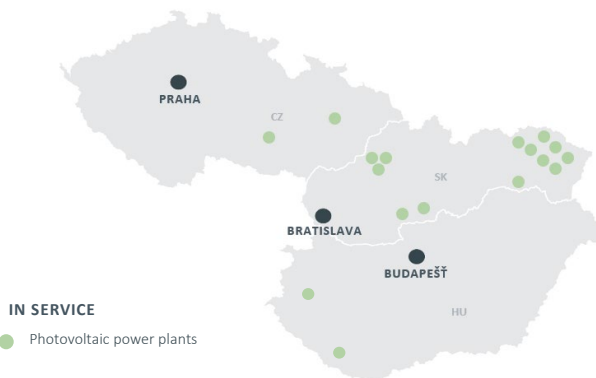 PRAHA
CZ
SK
BRATISLAVA
BUDAPEŠŤ
HU
IN SERVICE
Photovoltaic power plants